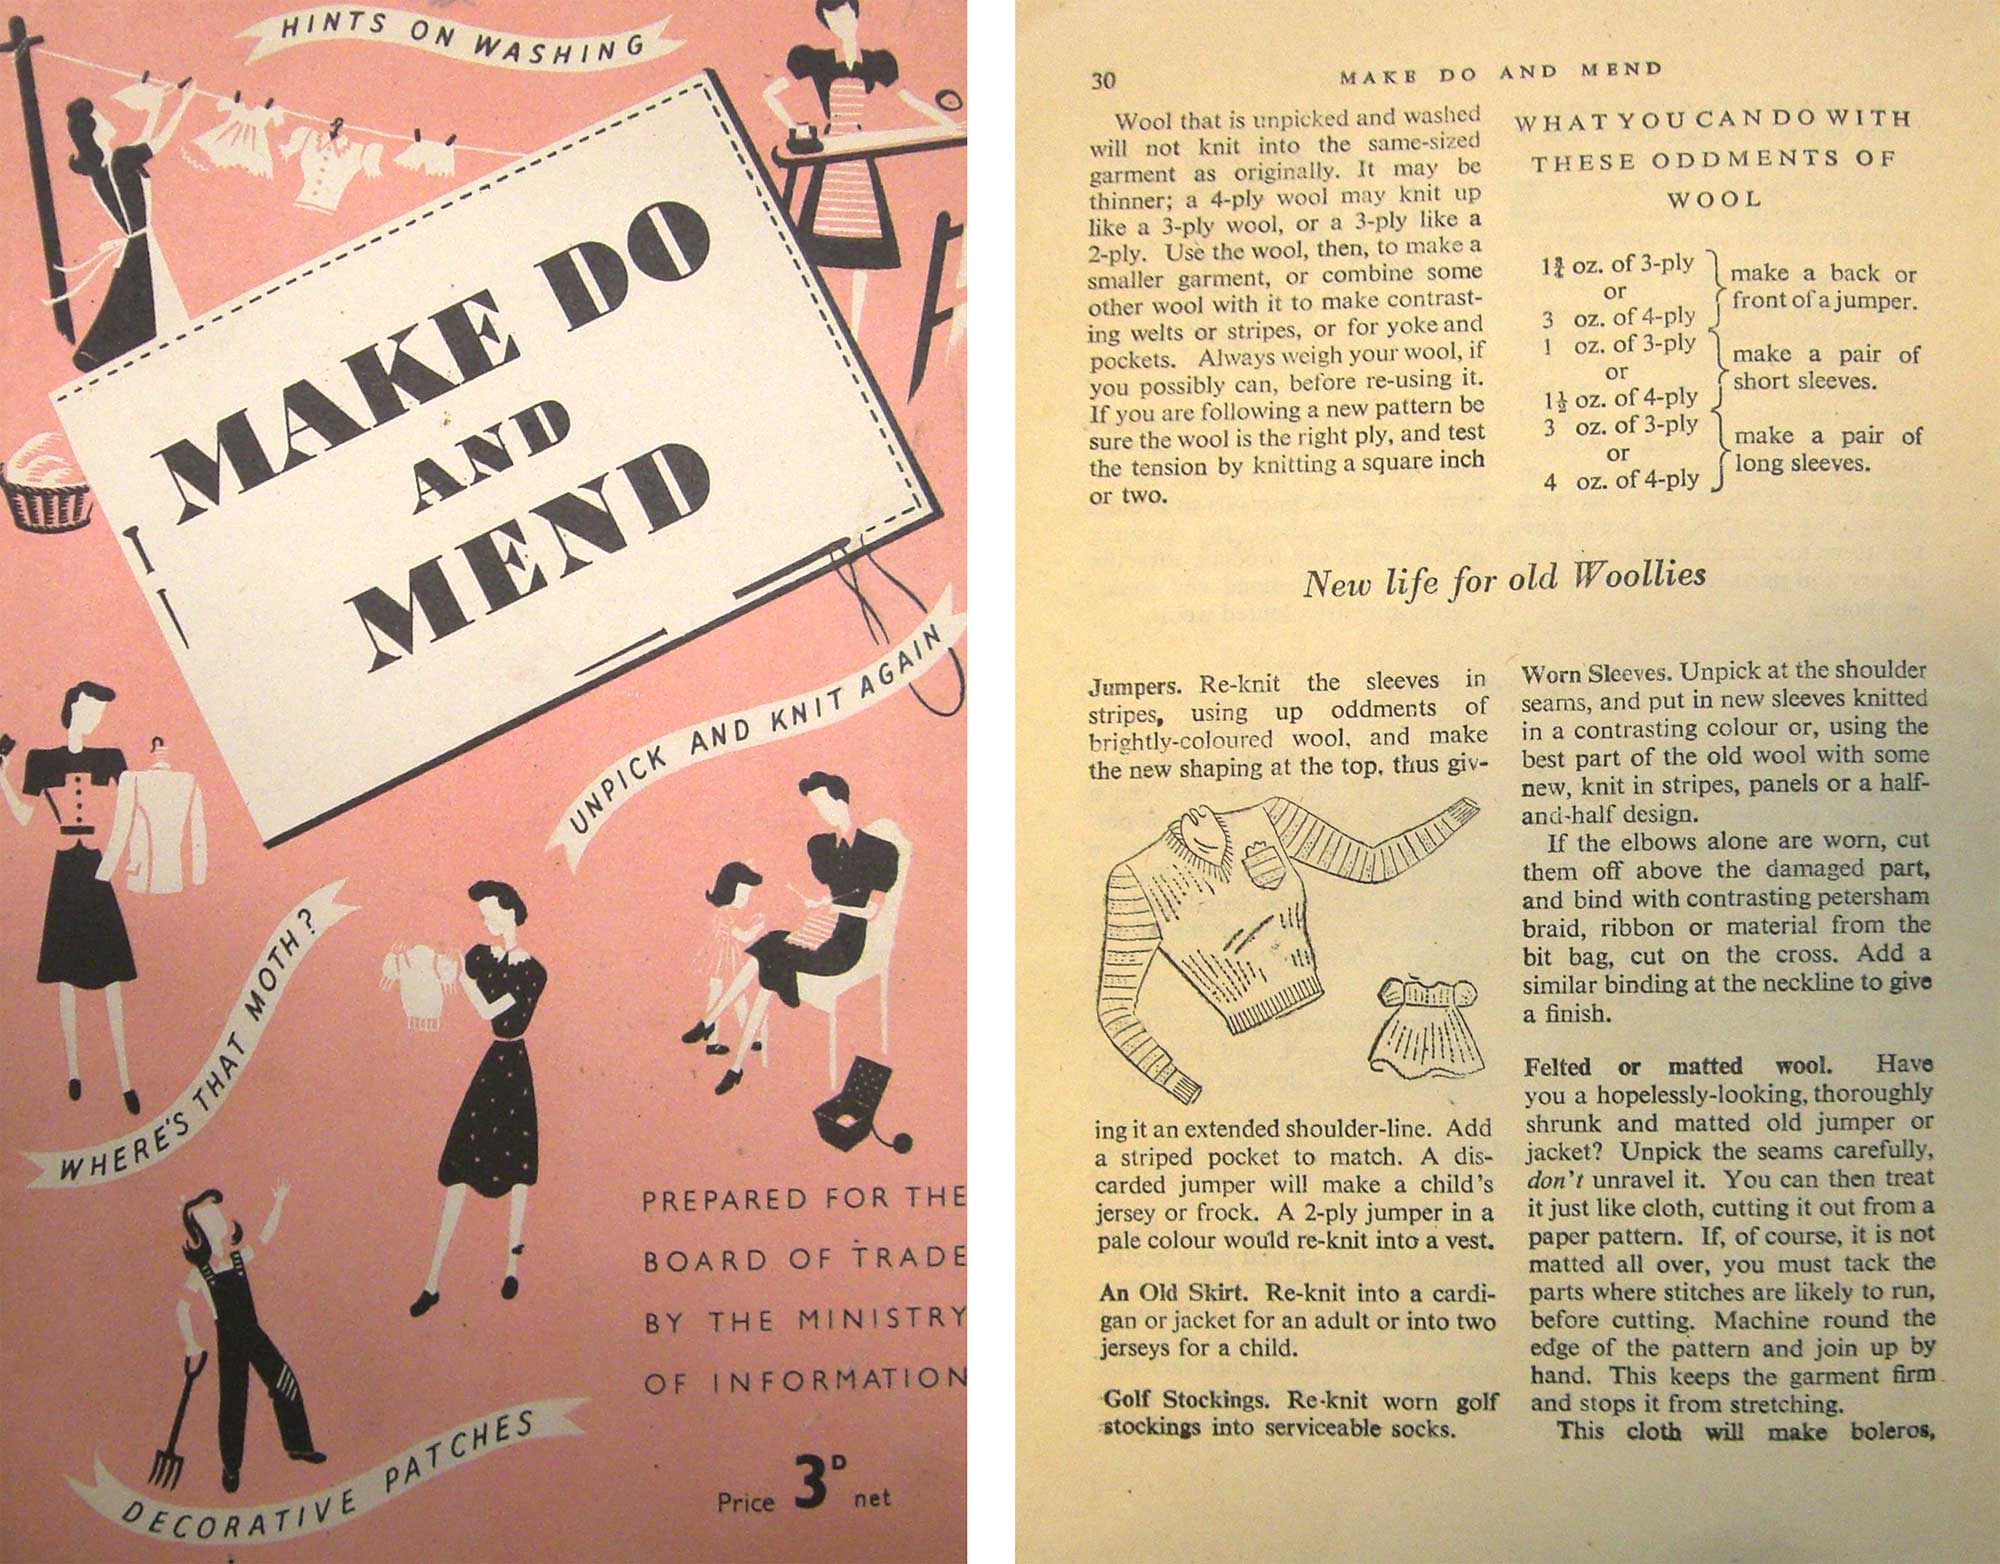 HINTS ON WASHING
MAKE DO
AND
MEND
UNPICK AND KNIT AGAIN
WHERE'S THAT MOTH?
DECORATIVE PATCHES
PREPARED FOR THE
BOARD OF TRADE
BY THE MINISTRY
OF INFORMATION
Price 3D net
30
MAKE DO AND MEND
Wool that is unpicked and washed
will not knit into the same-sized
garment as originally. It may be
thinner; a 4-ply wool may knit up
like a 3-ply wool, or a 3-ply like a
2-ply. Use the wool, then, to make a
smaller garment, or combine some
other wool with it to make contrast-
ing welts or stripes, or for yoke and
pockets. Always weigh your wool, if
you possibly can, before re-using it.
If you are following a new pattern be
sure the wool is the right ply, and test
the tension by knitting a square inch
or two.
WHAT YOU CAN DO WITH
THESE ODDMENTS OF
WOOL
1¾ oz. of 3-ply
or
3 oz. of 4-ply
make a back or
front of a jumper.
1 oz. of 3-ply
or
1½ oz. of 4-ply
make a pair of
short sleeves.
3 oz. of 3-ply
or
4 oz. of 4-ply
make a pair of
long sleeves.
New life for old Woollies
Jumpers. Re-knit the sleeves in
stripes, using up oddments of
brightly-coloured wool, and make
the new shaping at the top, thus giv-
ing it an extended shoulder-line. Add
a striped pocket to match. A dis-
carded jumper will make a child's
jersey or frock. A 2-ply jumper in a
pale colour would re-knit into a vest.
An Old Skirt. Re-knit into a cardi-
gan or jacket for an adult or into two
jerseys for a child.
Golf Stockings. Re-knit worn golf
stockings into serviceable socks.
Worn Sleeves. Unpick at the shoulder
seams, and put in new sleeves knitted
in a contrasting colour or, using the
best part of the old wool with some
new, knit in stripes, panels or a half-
and-half design.
If the elbows alone are worn, cut
them off above the damaged part,
and bind with contrasting petersham
braid, ribbon or material from the
bit bag, cut on the cross. Add a
similar binding at the neckline to give
a finish.
Felted or matted wool. Have
you a hopelessly-looking, thoroughly
shrunk and matted old jumper or
jacket? Unpick the seams carefully,
don't unravel it. You can then treat
it just like cloth, cutting it out from a
paper pattern. If, of course, it is not
matted all over, you must tack the
parts where stitches are likely to run,
before cutting. Machine round the
edge of the pattern and join up by
hand. This keeps the garment firm
and stops it from stretching.
This cloth will make boleros,